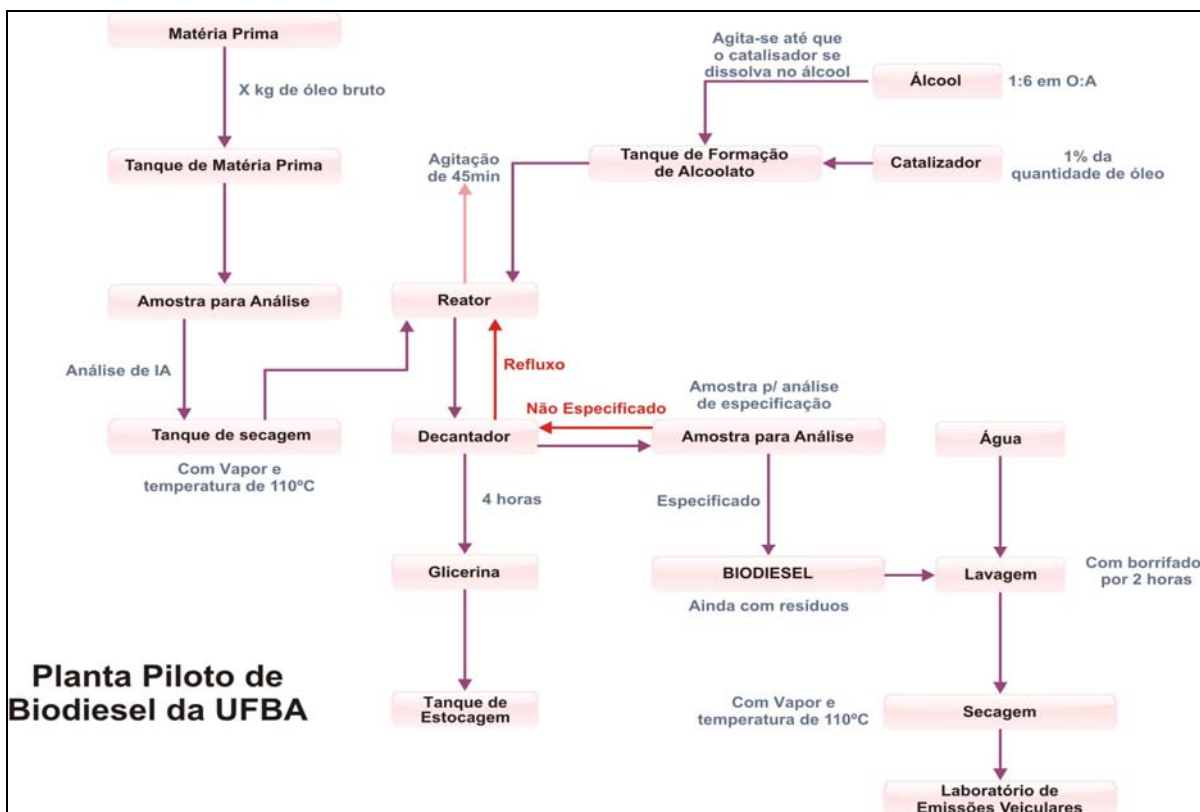 Matéria Prima
X kg de óleo bruto
Tanque de Matéria Prima
Amostra para Análise
Análise de IA
Tanque de secagem
Com Vapor e
temperatura de 110ºC
Agita-se até que
o catalisador se
dissolva no álcool
Álcool
1:6 em O:A
Tanque de Formação
de Alcoolato
Catalizador
1% da
quantidade de óleo
Agitação
de 45min
Reator
Refluxo
Não Especificado
Amostra p/ análise
de especificação
Decantador
Amostra para Análise
Água
4 horas
Especificado
Glicerina
BIODIESEL
Ainda com resíduos
Lavagem
Com borrifado
por 2 horas
Tanque de
Estocagem
Com Vapor e
temperatura de 110ºC
Secagem
Laboratório de
Emissões Veiculares
Planta Piloto de
Biodiesel da UFBA